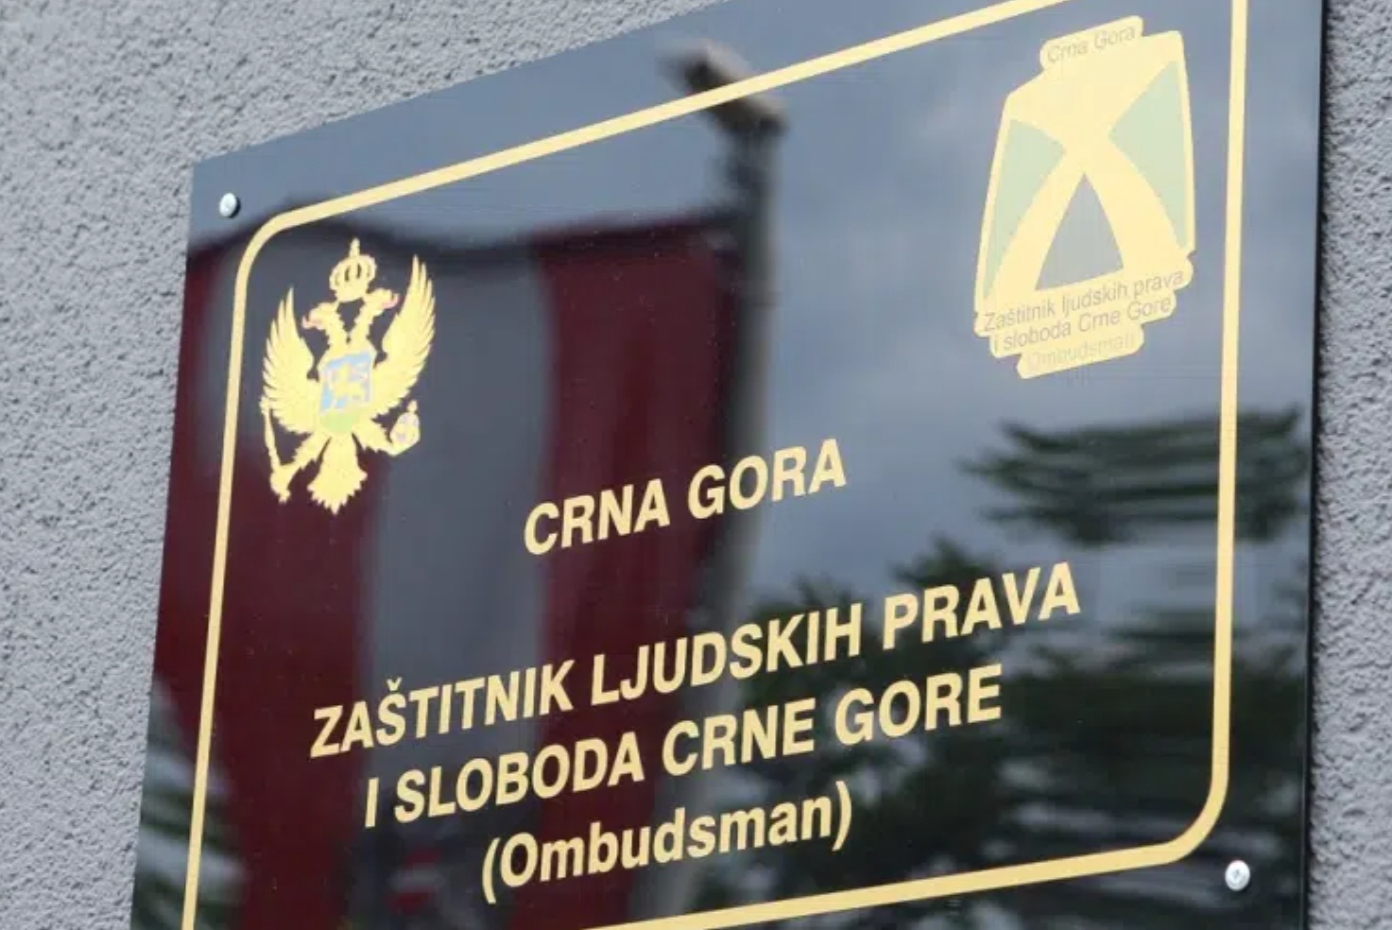 Crna Gora
Zaštitnik ljudskih prava
i sloboda Crne Gore
Ombudsman
CRNA GORA
ZAŠTITNIK LJUDSKIH PRAVA
I SLOBODA CRNE GORE
(Ombudsman)